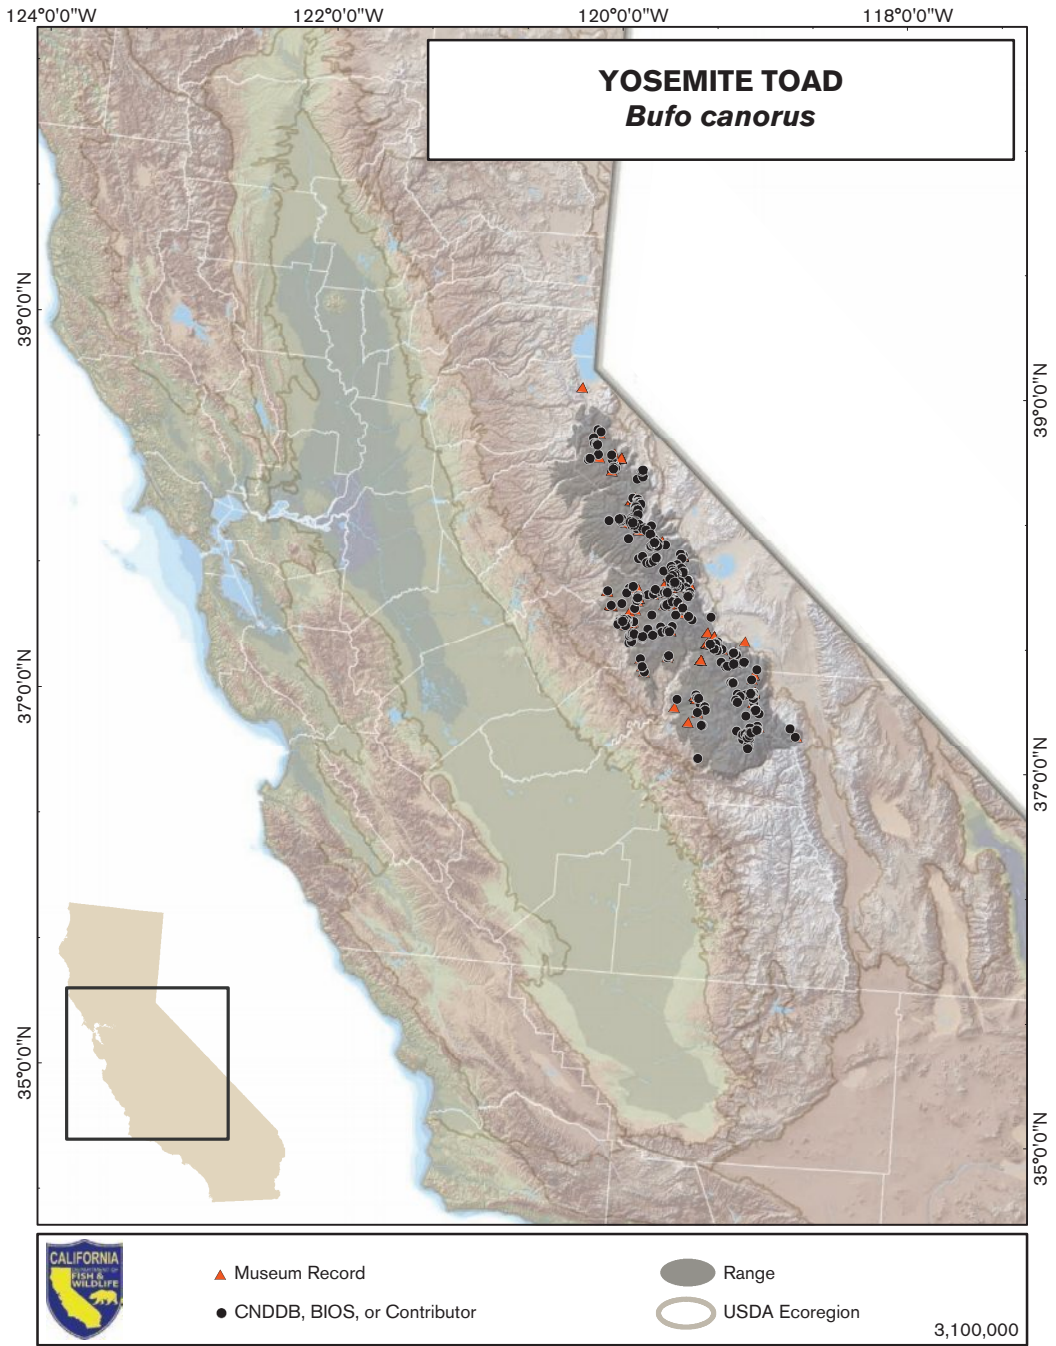 124°0'0"W 122°0'0"W 120°0'0"W 118°0'0"W
YOSEMITE TOAD
Bufo canorus
39°0'0"N
39°0'0"N
37°0'0"N
37°0'0"N
35°0'0"N
35°0'0"N
CALIFORNIA
DEPARTMENT OF
FISH &
WILDLIFE
Museum Record
Range
CNDDB, BIOS, or Contributor
USDA Ecoregion
3,100,000